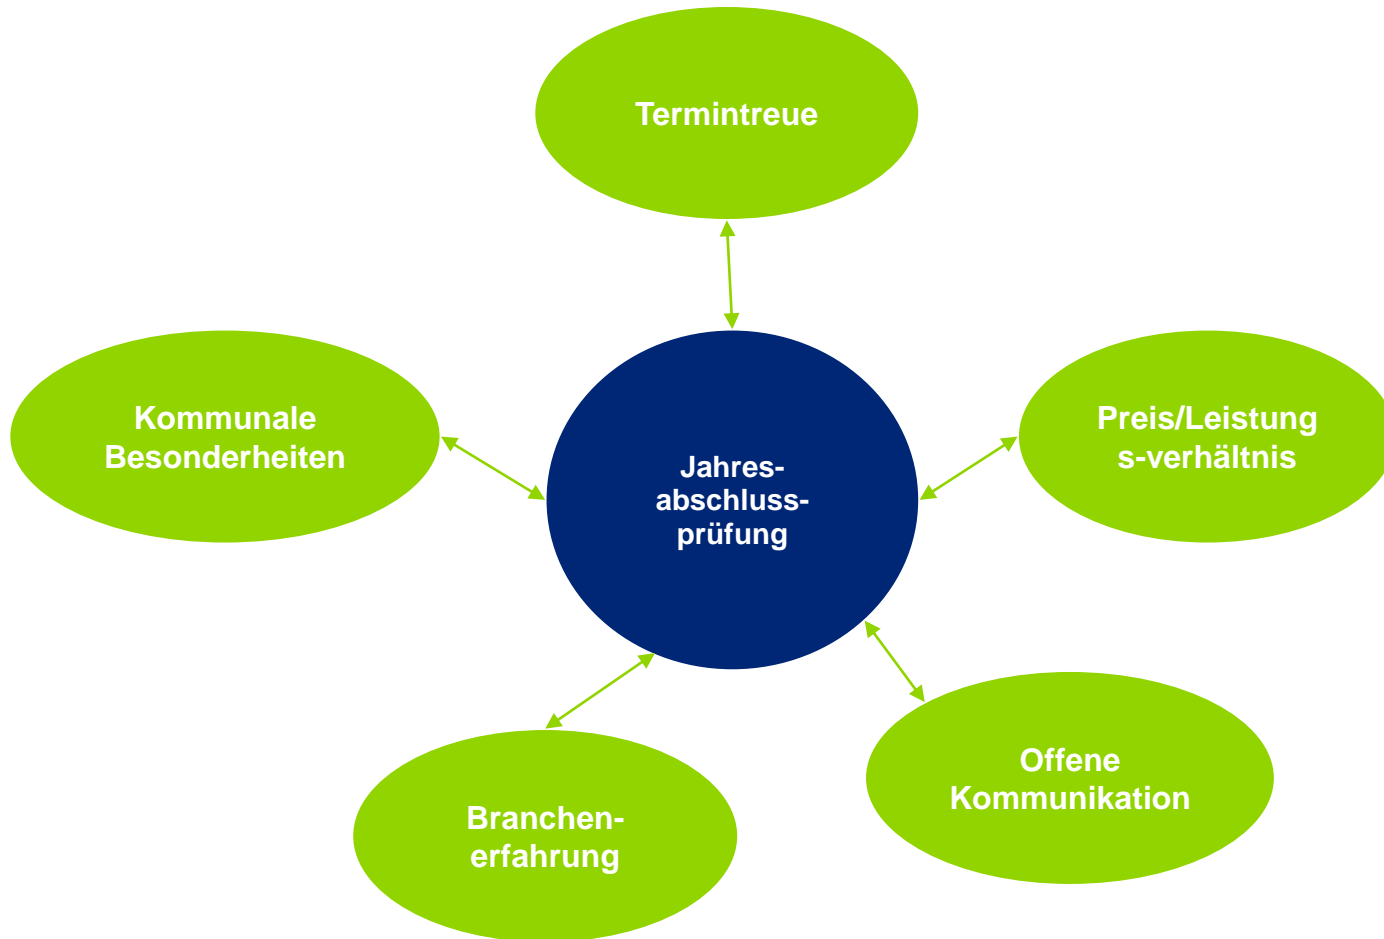 Termintreue
Kommunale
Besonderheiten
Preis/Leistung
s-verhältnis
Jahres-
abschluss-
prüfung
Offene
Kommunikation
Branchen-
erfahrung